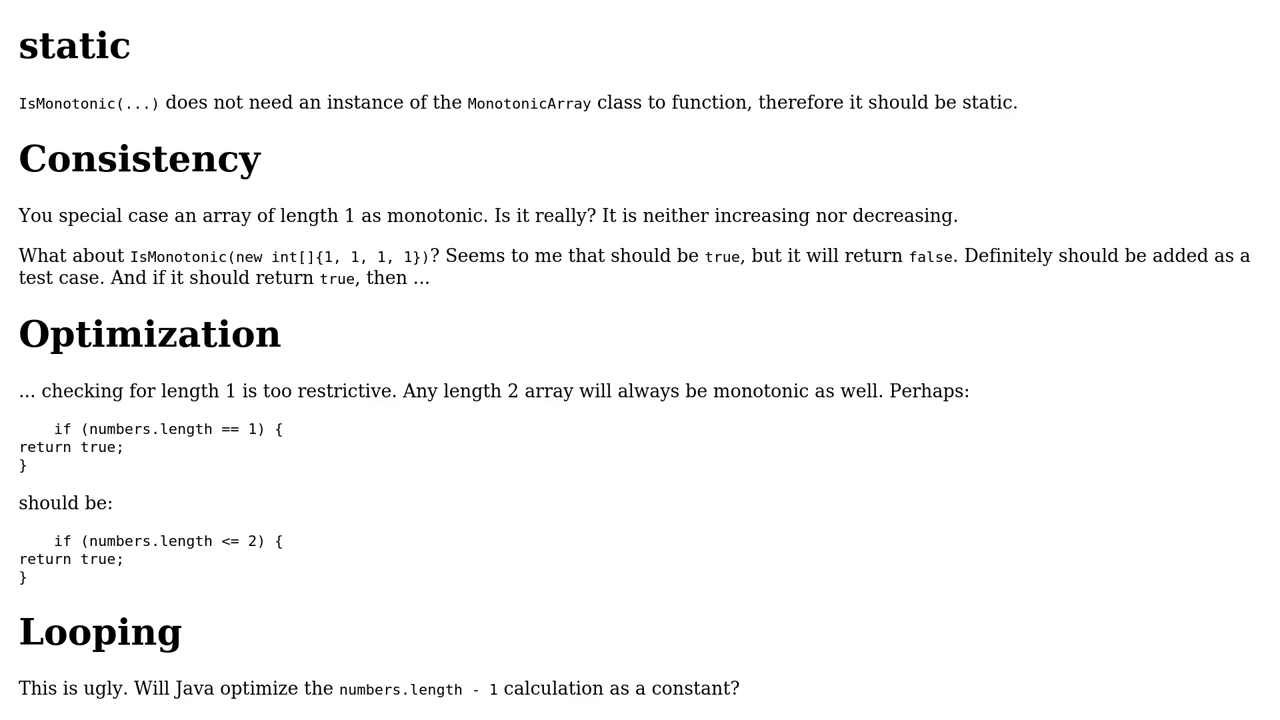 static
IsMonotonic(...) does not need an instance of the MonotonicArray class to function, therefore it should be static.
Consistency
You special case an array of length 1 as monotonic. Is it really? It is neither increasing nor decreasing.
What about IsMonotonic(new int[]{1, 1, 1, 1})? Seems to me that should be true, but it will return false. Definitely should be added as a
test case. And if it should return true, then ...
Optimization
... checking for length 1 is too restrictive. Any length 2 array will always be monotonic as well. Perhaps:
    if (numbers.length == 1) {
return true;
}
should be:
    if (numbers.length <= 2) {
return true;
}
Looping
This is ugly. Will Java optimize the numbers.length - 1 calculation as a constant?